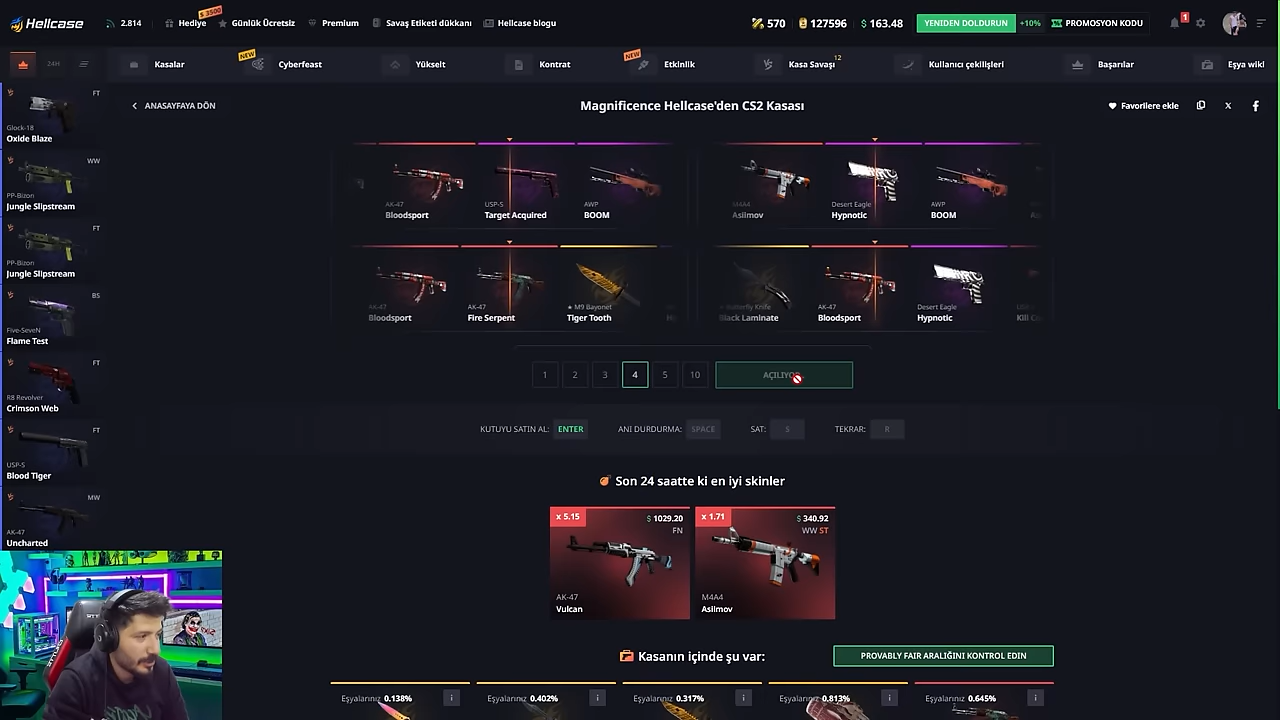 Hellcase
2.814
$ 3500
Hediye
Günlük Ücretsiz
Premium
Savaş Etiketi dükkanı
Hellcase blogu
570
127596
$ 163.48
YENİDEN DOLDURUN
+10%
PROMOSYON KODU
1
24H
Kasalar
NEW
Cyberfeast
Yükselt
Kontrat
NEW
Etkinlik
Kasa Savaşı
12
Kullanıcı çekilişleri
Başarılar
Eşya wiki
ANASAYFAYA DÖN
Magnificence Hellcase'den CS2 Kasası
Favorilere ekle
FT
Glock-18
Oxide Blaze
WW
PP-Bizon
Jungle Slipstream
FT
PP-Bizon
Jungle Slipstream
BS
Five-SeveN
Flame Test
FT
R8 Revolver
Crimson Web
FT
USP-S
Blood Tiger
MW
AK-47
Uncharted
AK-47
Bloodsport
USP-S
Target Acquired
AWP
BOOM
M4A4
Asiimov
Desert Eagle
Hypnotic
AWP
BOOM
AK-47
Bloodsport
AK-47
Fire Serpent
★ M9 Bayonet
Tiger Tooth
★ Butterfly Knife
Black Laminate
AK-47
Bloodsport
Desert Eagle
Hypnotic
1
2
3
4
5
10
KUTUYU SATIN AL:
ENTER
ANI DURDURMA:
SPACE
SAT:
S
TEKRAR:
R
Son 24 saatte ki en iyi skinler
x 5.15
$ 1029.20
FN
AK-47
Vulcan
x 1.71
$ 340.92
WW ST
M4A4
Asiimov
Kasanın içinde şu var:
PROVABLY FAIR ARALIĞINI KONTROL EDIN
Eşyalarınız 0.138%
Eşyalarınız 0.402%
Eşyalarınız 0.317%
Eşyalarınız 0.813%
Eşyalarınız 0.645%